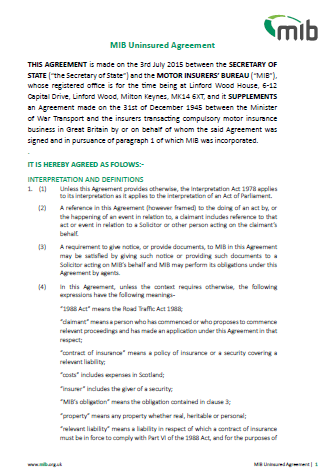 mib
MIB Uninsured Agreement
THIS AGREEMENT is made on the 3rd July 2015 between the SECRETARY OF
STATE ("the Secretary of State") and the MOTOR INSURERS' BUREAU ("MIB"),
whose registered office is for the time being at Linford Wood House, 6-12
Capital Drive, Linford Wood, Milton Keynes, MK14 6XT, and it SUPPLEMENTS
an Agreement made on the 31st of December 1945 between the Minister
of War Transport and the insurers transacting compulsory motor insurance
business in Great Britain by or on behalf of whom the said Agreement was
signed and in pursuance of paragraph 1 of which MIB was incorporated.
.
IT IS HEREBY AGREED AS FOLLOWS:-
INTERPRETATION AND DEFINITIONS
1. (1) Unless this Agreement provides otherwise, the Interpretation Act 1978 applies
to its interpretation as it applies to the interpretation of an Act of Parliament.
(2) A reference in this Agreement (however framed) to the doing of an act by, or
the happening of an event in relation to, a claimant includes reference to that
act or event in relation to a Solicitor or other person acting on the claimant's
behalf.
(3) A requirement to give notice, or provide documents, to MIB in this Agreement
may be satisfied by giving such notice or providing such documents to a
Solicitor acting on MIB's behalf and MIB may perform its obligations under this
Agreement by agents.
(4) In this Agreement, unless the context requires otherwise, the following
expressions have the following meanings-
"1988 Act" means the Road Traffic Act 1988;
"claimant" means a person who has commenced or who proposes to commence
relevant proceedings and has made an application under this Agreement in that
respect;
"contract of insurance" means a policy of insurance or a security covering a
relevant liability;
"costs" includes expenses in Scotland;
"insurer" includes the giver of a security;
"MIB's obligation" means the obligation contained in clause 3;
"property" means any property whether real, heritable or personal;
"relevant liability" means a liability in respect of which a contract of insurance
must be in force to comply with Part VI of the 1988 Act, and for the purposes of
www.mib.org.uk MIB Uninsured Agreement | 1